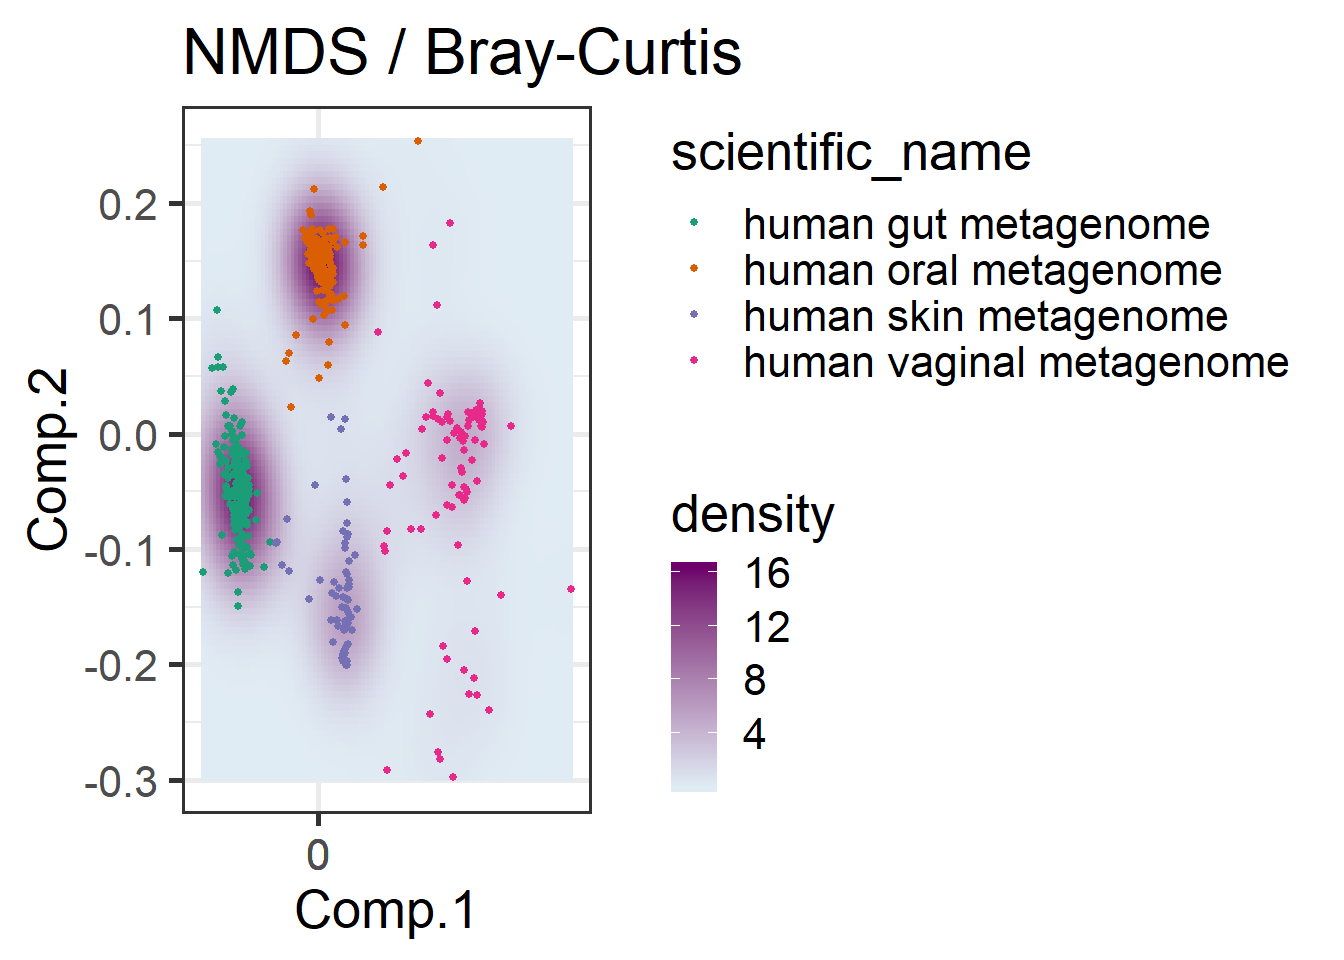 NMDS / Bray-Curtis
Comp.2
0.2
0.1
0.0
-0.1
-0.2
-0.3
0
Comp.1
scientific_name
human gut metagenome
human oral metagenome
human skin metagenome
human vaginal metagenome
density
16
12
8
4